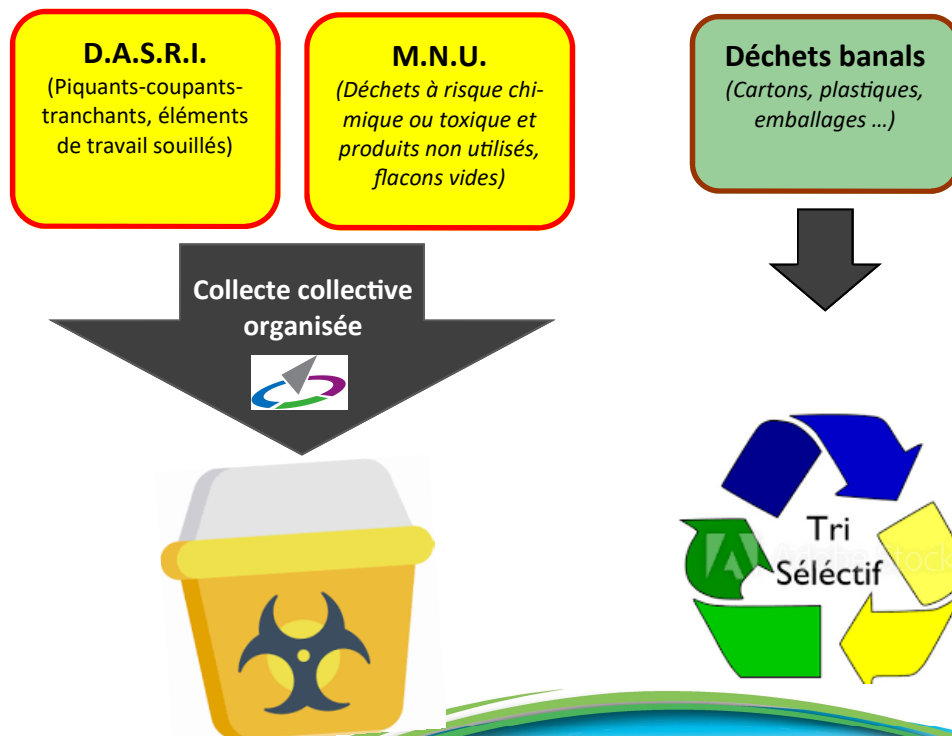 D.A.S.R.I.
(Piquants-coupants-
tranchants, éléments
de travail souillés)
M.N.U.
(Déchets à risque chi-
mique ou toxique et
produits non utilisés,
flacons vides)
Déchets banals
(Cartons, plastiques,
emballages ...)
Collecte collective
organisée
Tri
Séléctif